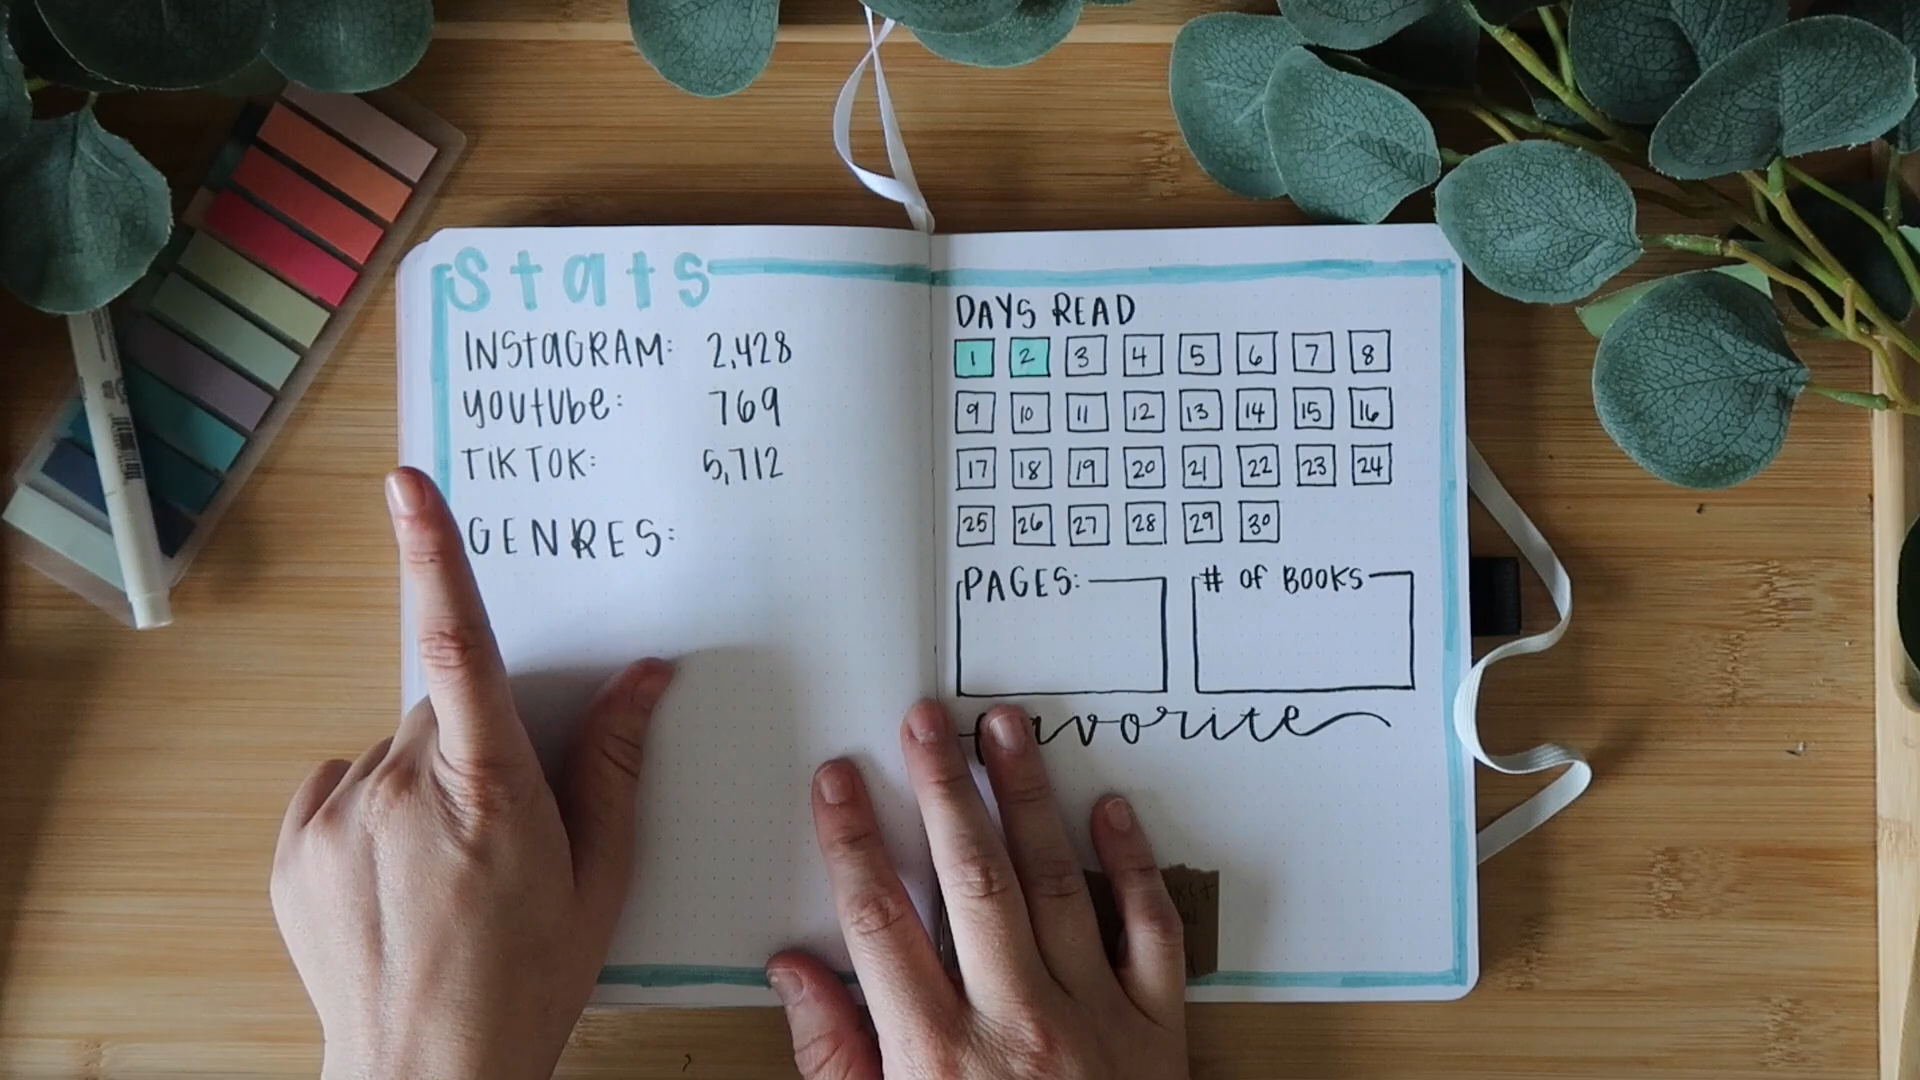 Stats
INSTAGRAM: 2,428
YOUTUBE: 769
TIKTOK: 5,712
GENRES:
DAYS READ
1 2 3 4 5 6 7 8
9 10 11 12 13 14 15 16
17 18 19 20 21 22 23 24
25 26 27 28 29 30
PAGES: # of BOOKS
favorite